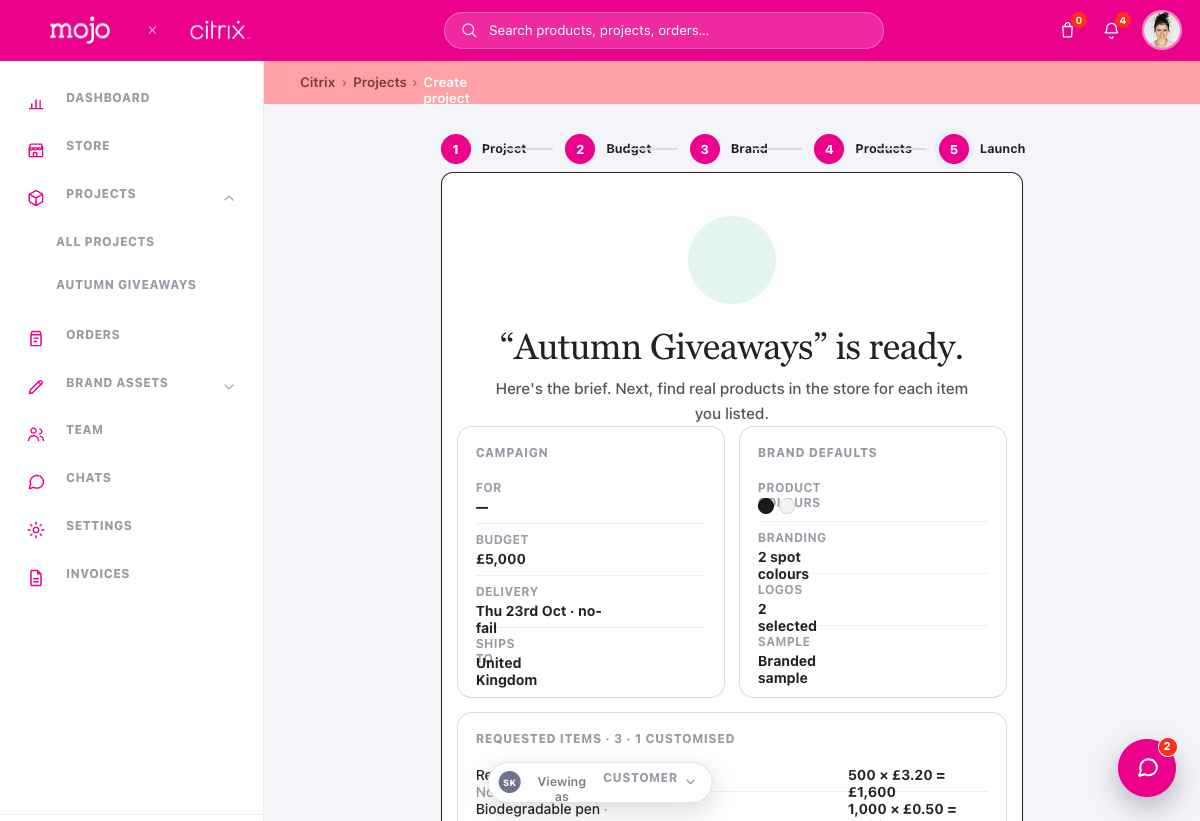 mojo × citrix
Search products, projects, orders...
0
4
Citrix › Projects › Create project
DASHBOARD
STORE
PROJECTS
ALL PROJECTS
AUTUMN GIVEAWAYS
ORDERS
BRAND ASSETS
TEAM
CHATS
SETTINGS
INVOICES
1 Project
2 Budget
3 Brand
4 Products
5 Launch
“Autumn Giveaways” is ready.
Here's the brief. Next, find real products in the store for each item
you listed.
CAMPAIGN
FOR
—
BUDGET
£5,000
DELIVERY
Thu 23rd Oct · no-
fail
SHIPS
TO
United
Kingdom
BRAND DEFAULTS
PRODUCT
COLOURS
BRANDING
2 spot
colours
LOGOS
2
selected
SAMPLE
Branded
sample
REQUESTED ITEMS · 3 · 1 CUSTOMISED
500 × £3.20 =
£1,600
Biodegradable pen ·
1,000 × £0.50 =
SK
Viewing
as
CUSTOMER
2